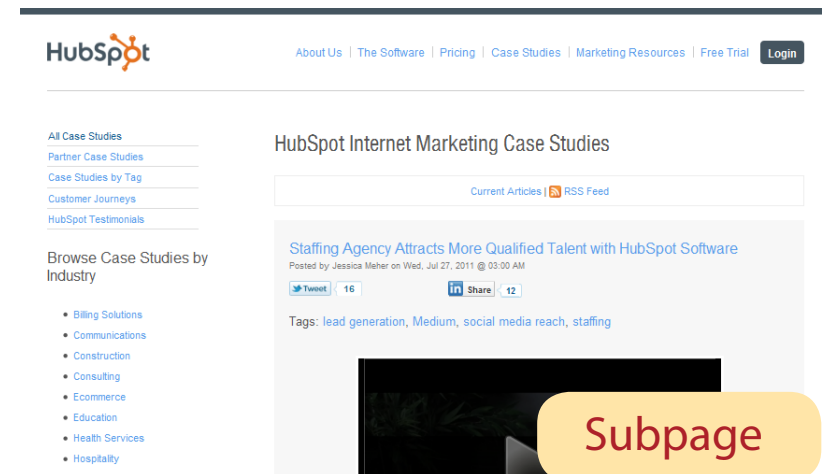 HubSpot
About Us | The Software | Pricing | Case Studies | Marketing Resources | Free Trial Login
All Case Studies
Partner Case Studies
Case Studies by Tag
Customer Journeys
HubSpot Testimonials
Browse Case Studies by
Industry
• Billing Solutions
• Communications
• Construction
• Consulting
• Ecommerce
• Education
• Health Services
• Hospitality
HubSpot Internet Marketing Case Studies
Current Articles | RSS Feed
Staffing Agency Attracts More Qualified Talent with HubSpot Software
Posted by Jessica Meher on Wed, Jul 27, 2011 @ 03:00 AM
Tweet 16 in Share 12
Tags: lead generation, Medium, social media reach, staffing
Subpage